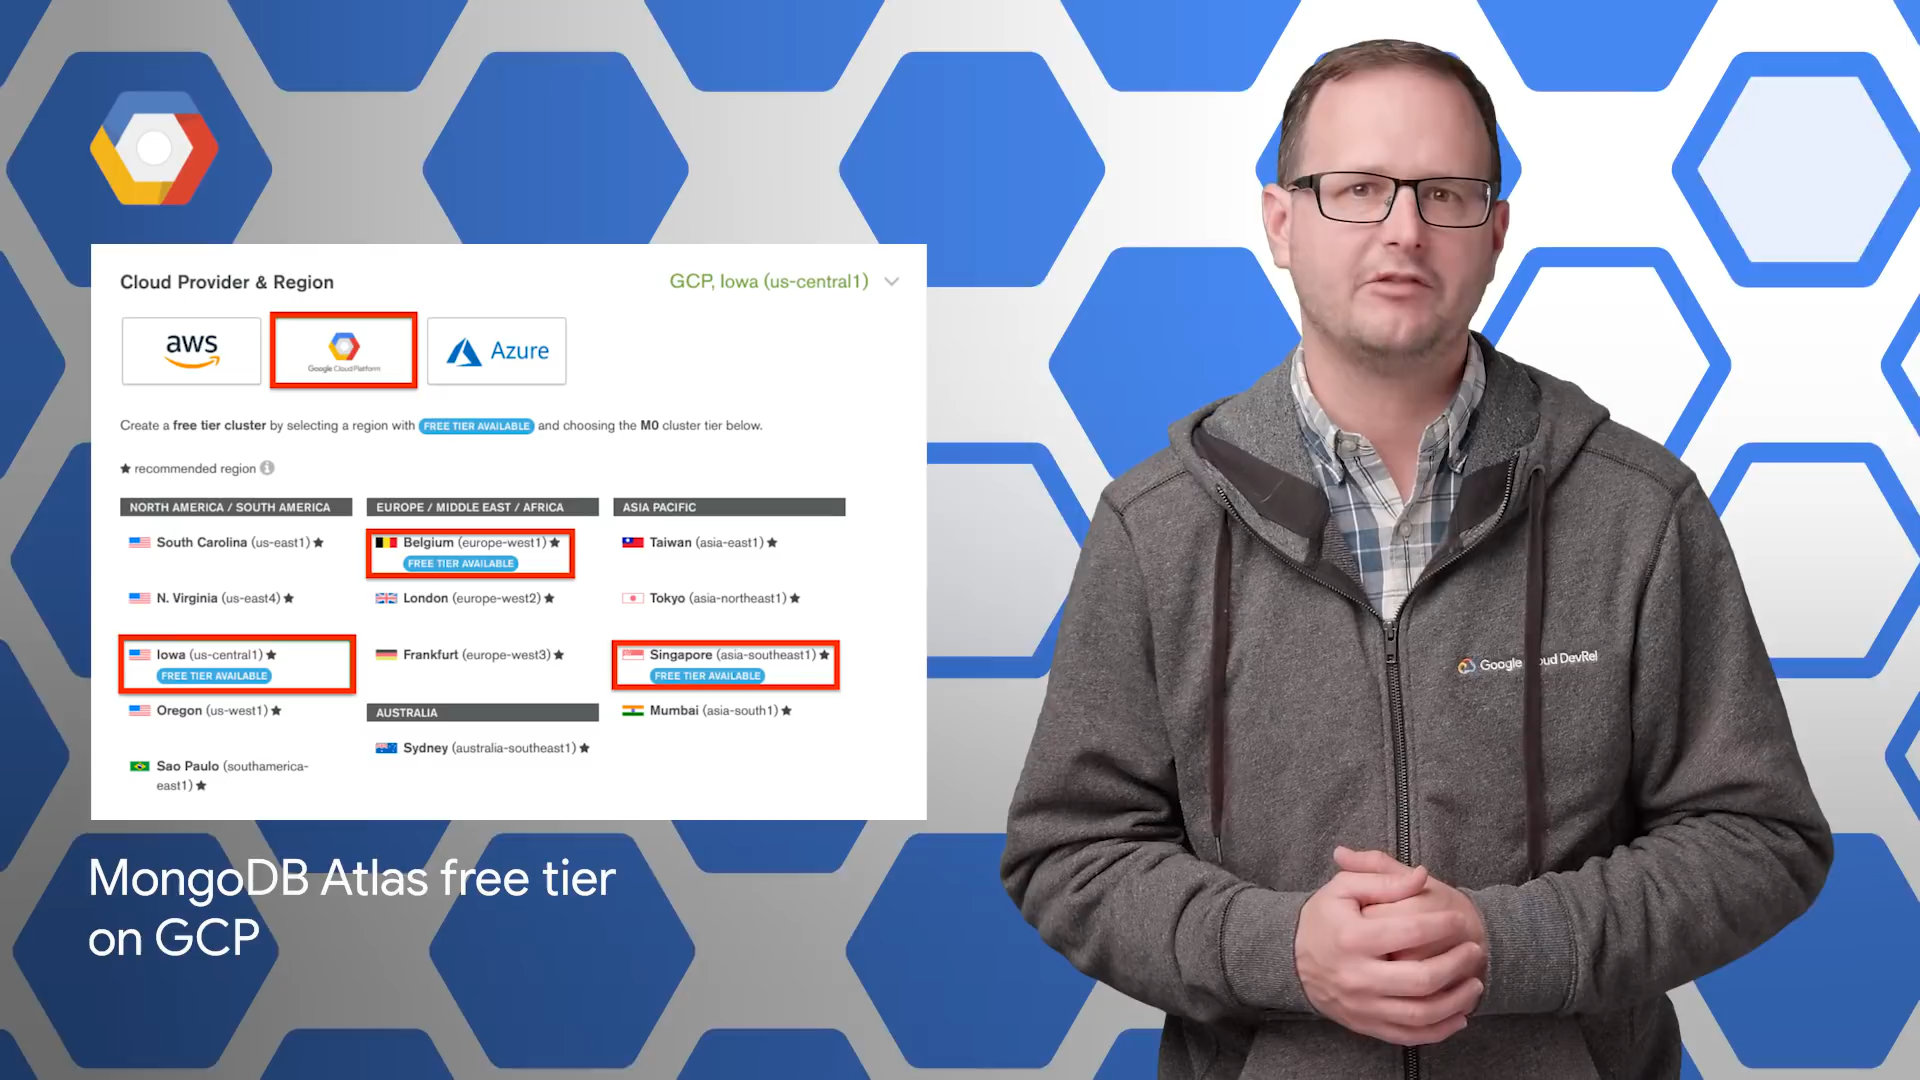 Cloud Provider & Region
GCP, Iowa (us-central1)
aws
Google Cloud Platform
Azure
Create a free tier cluster by selecting a region with FREE TIER AVAILABLE and choosing the M0 cluster tier below.
★ recommended region i
NORTH AMERICA / SOUTH AMERICA
South Carolina (us-east1) ★
N. Virginia (us-east4) ★
Iowa (us-central1) ★
FREE TIER AVAILABLE
Oregon (us-west1) ★
Sao Paulo (southamerica-
east1) ★
EUROPE / MIDDLE EAST / AFRICA
Belgium (europe-west1) ★
FREE TIER AVAILABLE
London (europe-west2) ★
Frankfurt (europe-west3) ★
AUSTRALIA
Sydney (australia-southeast1) ★
ASIA PACIFIC
Taiwan (asia-east1) ★
Tokyo (asia-northeast1) ★
Singapore (asia-southeast1) ★
FREE TIER AVAILABLE
Mumbai (asia-south1) ★
MongoDB Atlas free tier
on GCP
Google DevRel